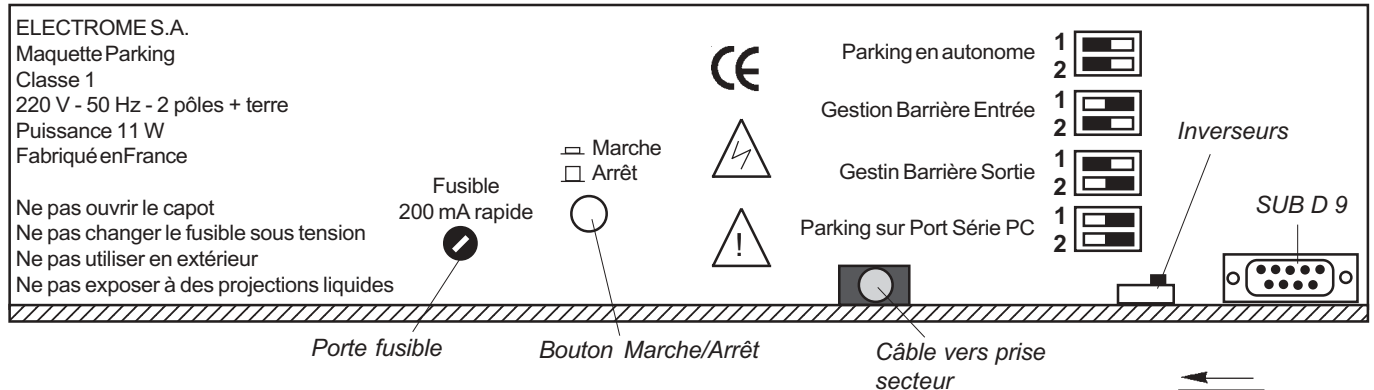 ELECTROME S.A.
Maquette Parking
Classe 1
220 V - 50 Hz - 2 pôles + terre
Puissance 11 W
Fabriqué en France
Ne pas ouvrir le capot
Ne pas changer le fusible sous tension
Ne pas utiliser en extérieur
Ne pas exposer à des projections liquides
Fusible
200 mA rapide
Marche
Arrêt
CE
!
Parking en autonome
1
2
Gestion Barrière Entrée
1
2
Gestin Barrière Sortie
1
2
Parking sur Port Série PC
1
2
Inverseurs
SUB D 9
Porte fusible
Bouton Marche/Arrêt
Câble vers prise
secteur